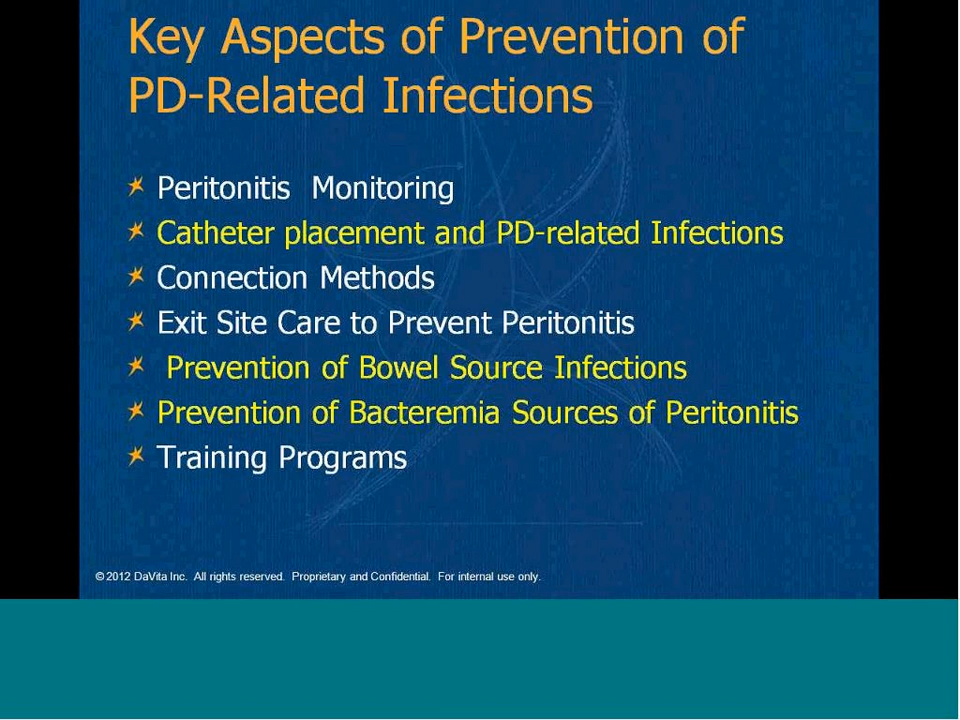 Key Aspects of Prevention of
PD-Related Infections
Peritonitis Monitoring
Catheter placement and PD-related Infections
Connection Methods
Exit Site Care to Prevent Peritonitis
Prevention of Bowel Source Infections
Prevention of Bacteremia Sources of Peritonitis
Training Programs
© 2012 DaVita Inc. All rights reserved. Proprietary and Confidential. For internal use only.